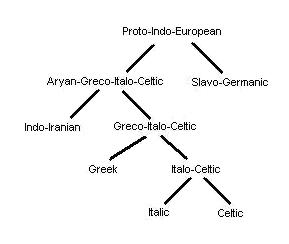 Proto-Indo-European
Aryan-Greco-Italo-Celtic
Slavo-Germanic
Indo-Iranian
Greco-Italo-Celtic
Greek
Italo-Celtic
Italic
Celtic